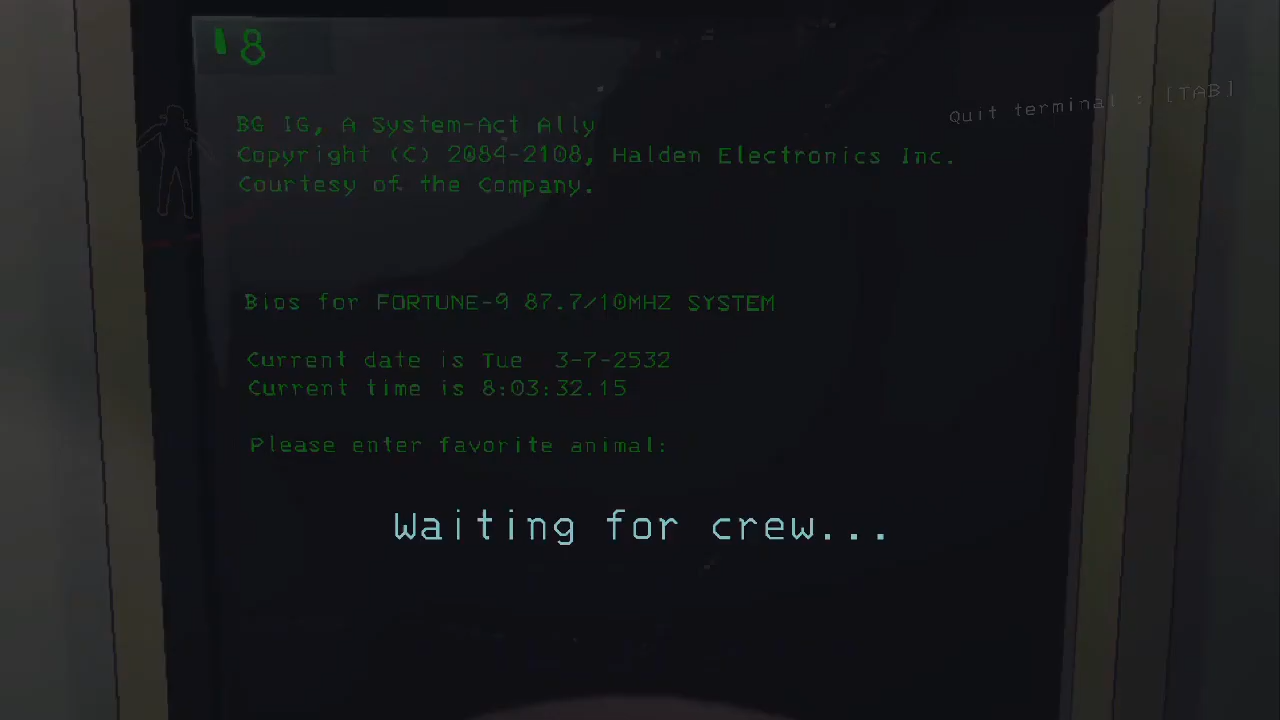 ▮8
Quit terminal : [TAB]
BG IG, A System-Act Ally
Copyright (C) 2084-2108, Halden Electronics Inc.
Courtesy of the Company.
Bios for FORTUNE-9 87.7/10MHZ SYSTEM
Current date is Tue  3-7-2532
Current time is 8:03:32.15
Please enter favorite animal:
Waiting for crew...